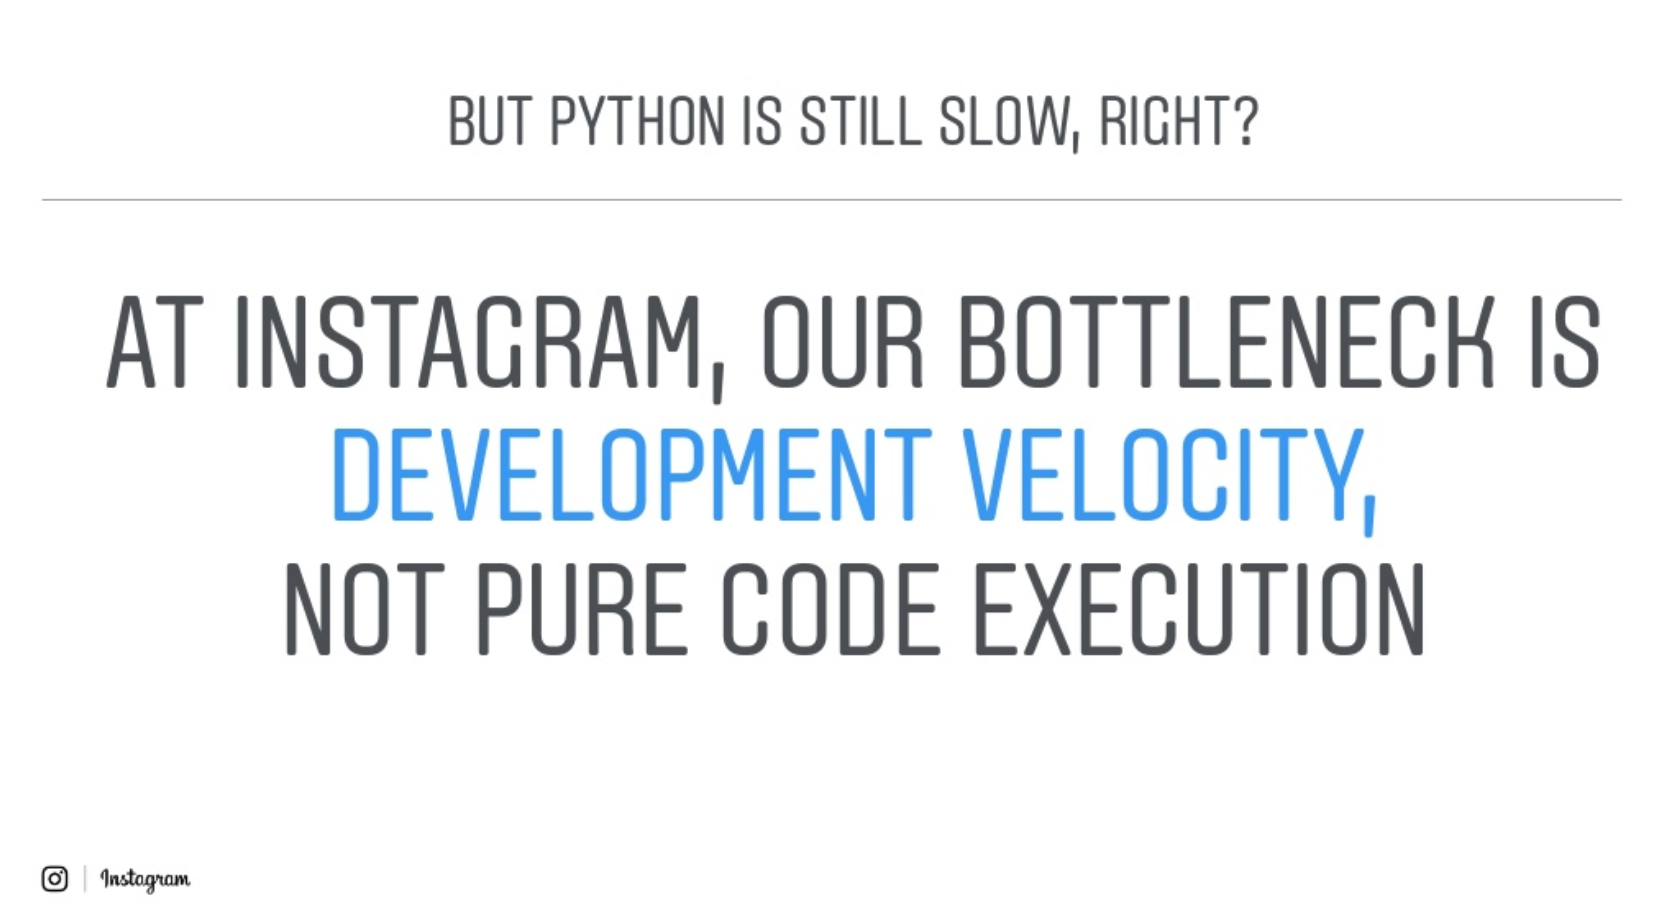 BUT PYTHON IS STILL SLOW, RIGHT?
AT INSTAGRAM, OUR BOTTLENECK IS
DEVELOPMENT VELOCITY,
NOT PURE CODE EXECUTION
Instagram